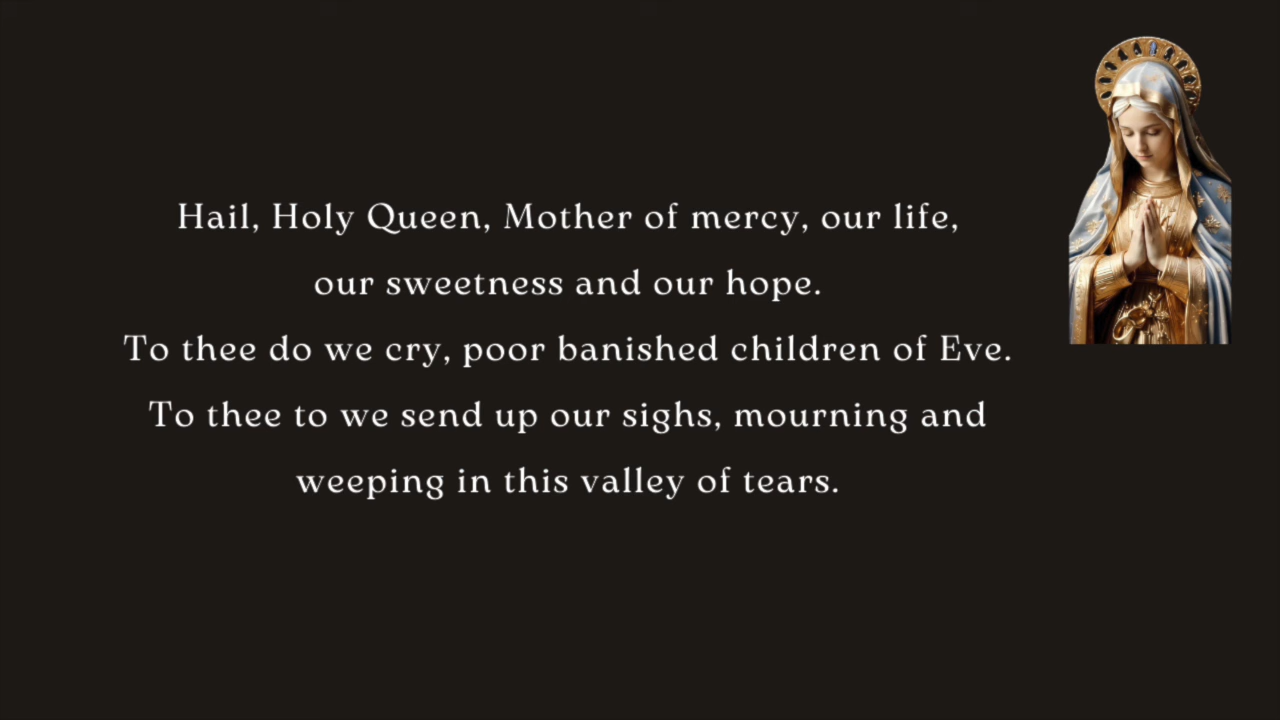 Hail, Holy Queen, Mother of mercy, our life,
our sweetness and our hope.
To thee do we cry, poor banished children of Eve.
To thee to we send up our sighs, mourning and
weeping in this valley of tears.